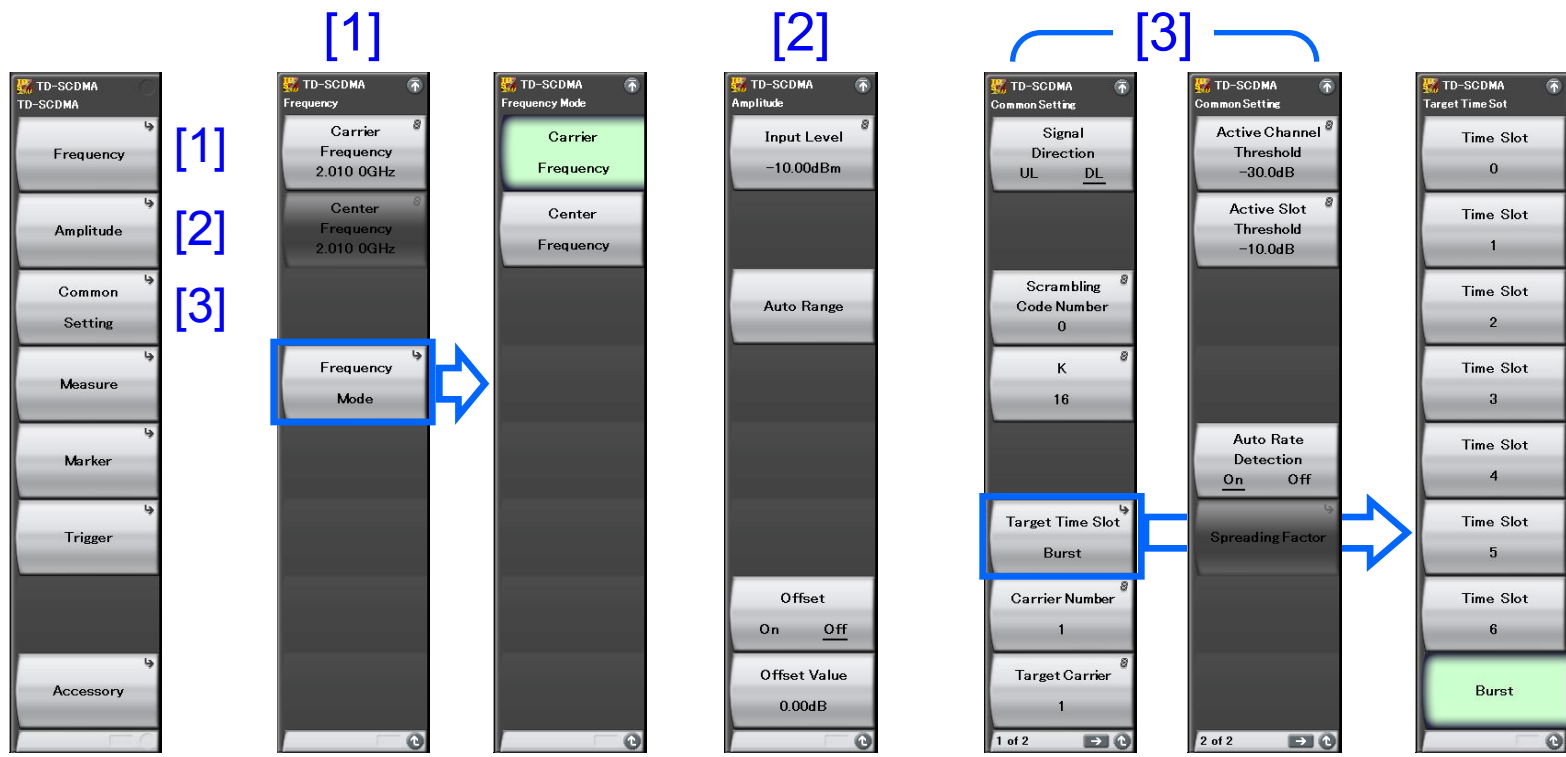 [1]
[2]
[3]
TD-SCDMA
TD-SCDMA
Frequency
[1]
Amplitude
[2]
Common
Setting
[3]
Measure
Marker
Trigger
Accessory
TD-SCDMA
Frequency
Carrier
Frequency
2.010 0GHz
Center
Frequency
2.010 0GHz
Frequency
Mode
TD-SCDMA
Frequency Mode
Carrier
Frequency
Center
Frequency
TD-SCDMA
Amplitude
Input Level
-10.00dBm
Auto Range
Offset
On Off
Offset Value
0.00dB
TD-SCDMA
Common Setting
Signal
Direction
UL DL
Scrambling
Code Number
0
K
16
Target Time Slot
Burst
Carrier Number
1
Target Carrier
1
1 of 2
TD-SCDMA
Common Setting
Active Channel
Threshold
-30.0dB
Active Slot
Threshold
-10.0dB
Auto Rate
Detection
On Off
Spreading Factor
2 of 2
TD-SCDMA
Target Time Sot
Time Slot
0
Time Slot
1
Time Slot
2
Time Slot
3
Time Slot
4
Time Slot
5
Time Slot
6
Burst